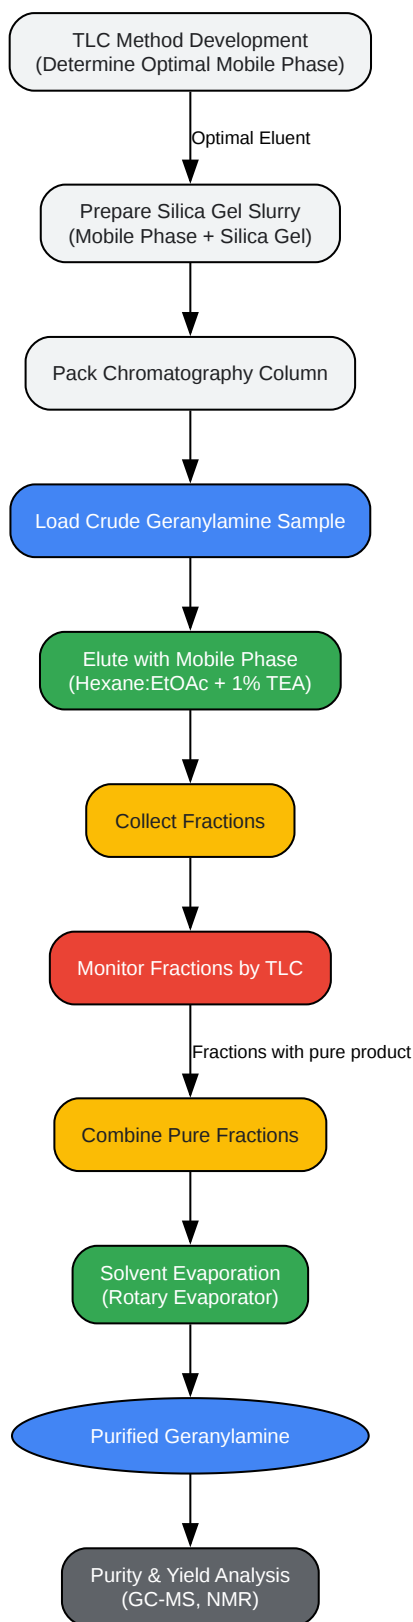 TLC Method Development
(Determine Optimal Mobile Phase)
Optimal Eluent
Prepare Silica Gel Slurry
(Mobile Phase + Silica Gel)
Pack Chromatography Column
Load Crude Geranylamine Sample
Elute with Mobile Phase
(Hexane:EtOAc + 1% TEA)
Collect Fractions
Monitor Fractions by TLC
Fractions with pure product
Combine Pure Fractions
Solvent Evaporation
(Rotary Evaporator)
Purified Geranylamine
Purity & Yield Analysis
(GC-MS, NMR)